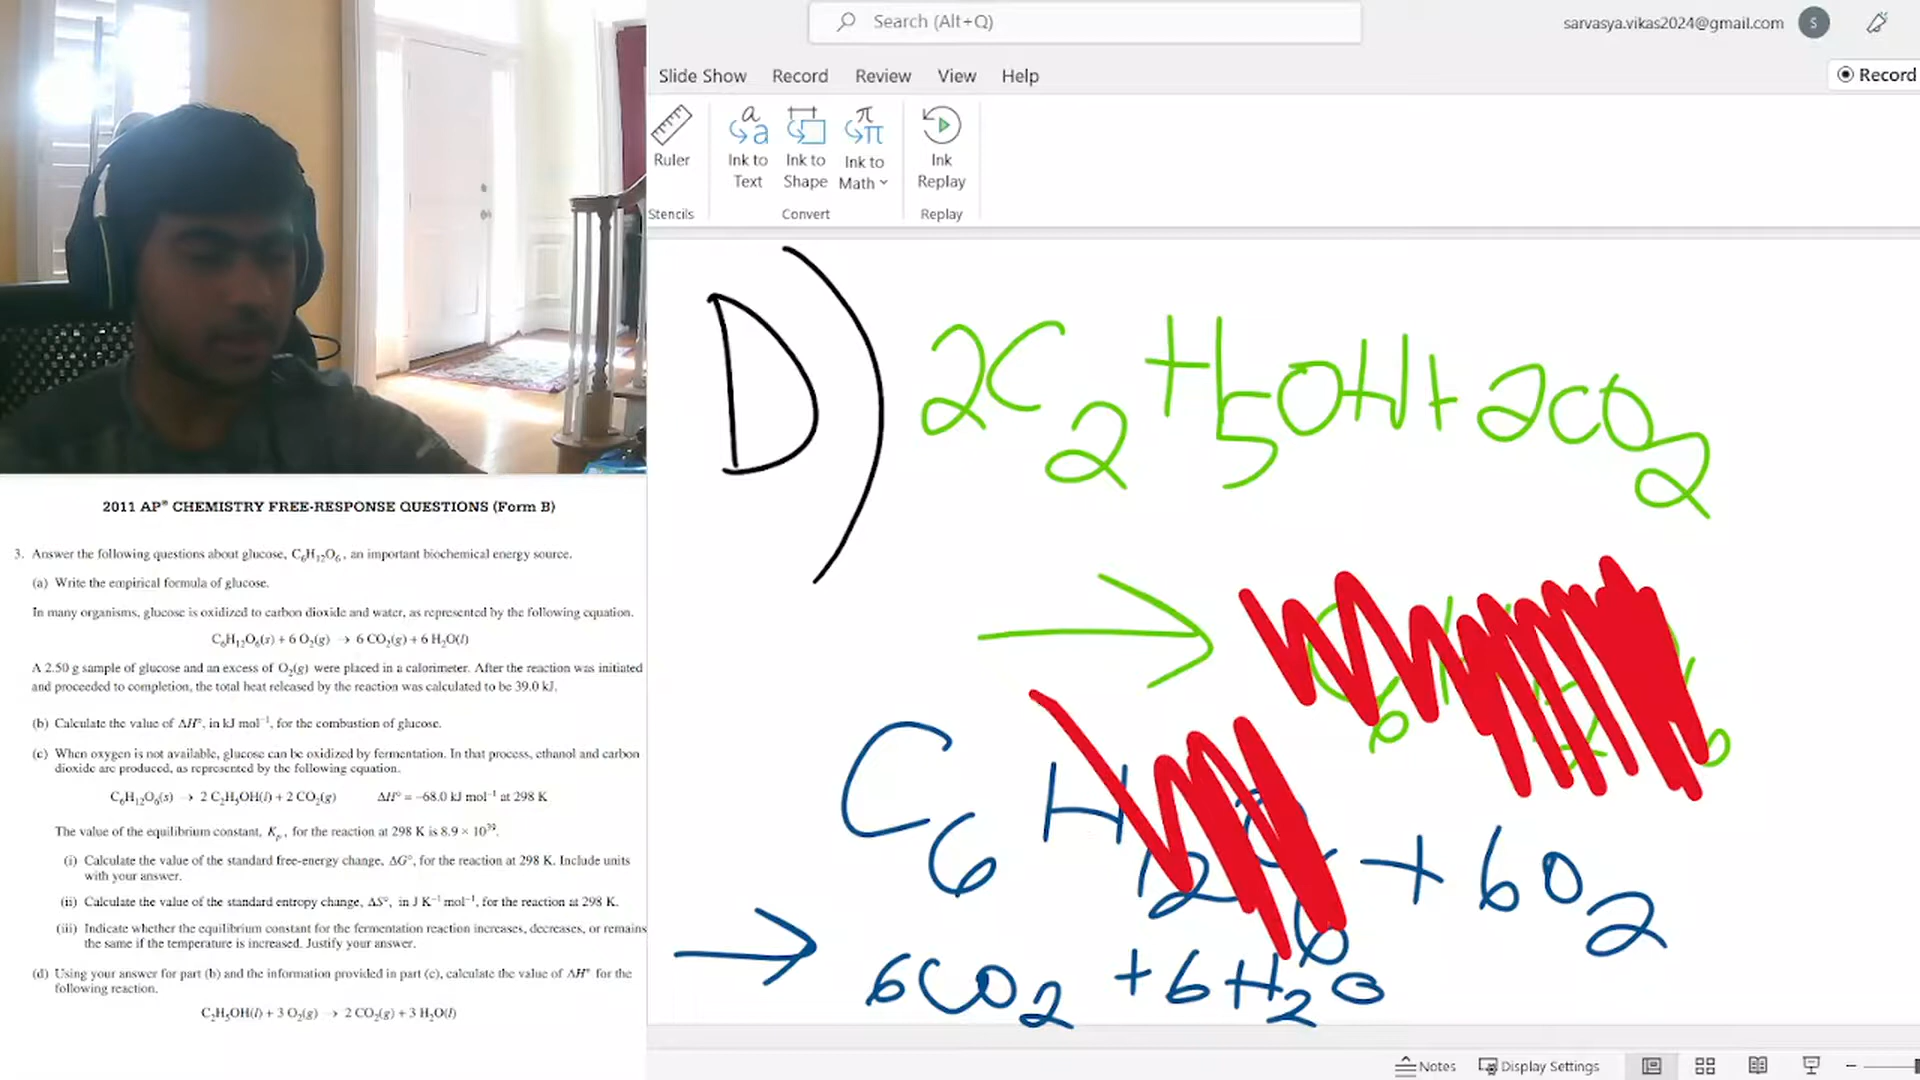 Search (Alt+Q)
sarvasya.vikas2024@gmail.com
S
Slide Show Record Review View Help
Record
Ruler
Ink to Text
Ink to Shape
Ink to Math
Ink Replay
Stencils
Convert
Replay
D) 2C2H5OH + 2CO2
→
C6H12 6 + 6O2
→ 6CO2 + 6H2O
2011 AP® CHEMISTRY FREE-RESPONSE QUESTIONS (Form B)
3. Answer the following questions about glucose, C6H12O6, an important biochemical energy source.
(a) Write the empirical formula of glucose.
In many organisms, glucose is oxidized to carbon dioxide and water, as represented by the following equation.
C6H12O6(s) + 6 O2(g) → 6 CO2(g) + 6 H2O(l)
A 2.50 g sample of glucose and an excess of O2(g) were placed in a calorimeter. After the reaction was initiated
and proceeded to completion, the total heat released by the reaction was calculated to be 39.0 kJ.
(b) Calculate the value of ΔH°, in kJ mol⁻¹, for the combustion of glucose.
(c) When oxygen is not available, glucose can be oxidized by fermentation. In that process, ethanol and carbon
dioxide are produced, as represented by the following equation.
C6H12O6(s) → 2 C2H5OH(l) + 2 CO2(g) ΔH° = −68.0 kJ mol⁻¹ at 298 K
The value of the equilibrium constant, Kp, for the reaction at 298 K is 8.9 × 10³⁹.
(i) Calculate the value of the standard free-energy change, ΔG°, for the reaction at 298 K. Include units
with your answer.
(ii) Calculate the value of the standard entropy change, ΔS°, in J K⁻¹ mol⁻¹, for the reaction at 298 K.
(iii) Indicate whether the equilibrium constant for the fermentation reaction increases, decreases, or remains
the same if the temperature is increased. Justify your answer.
(d) Using your answer for part (b) and the information provided in part (c), calculate the value of ΔH° for the
following reaction.
C2H5OH(l) + 3 O2(g) → 2 CO2(g) + 3 H2O(l)
Notes
Display Settings